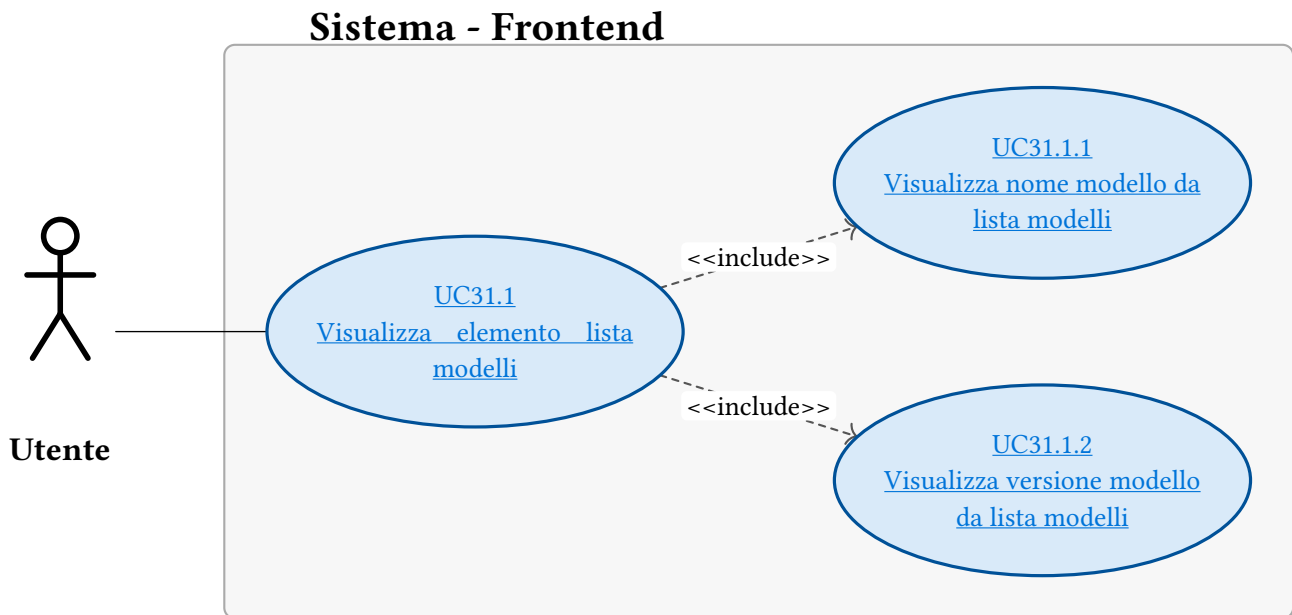 Sistema - Frontend
UC31.1.1
Visualizza nome modello da
lista modelli
<<include>>
UC31.1
Visualizza elemento lista
modelli
<<include>>
Utente
UC31.1.2
Visualizza versione modello
da lista modelli